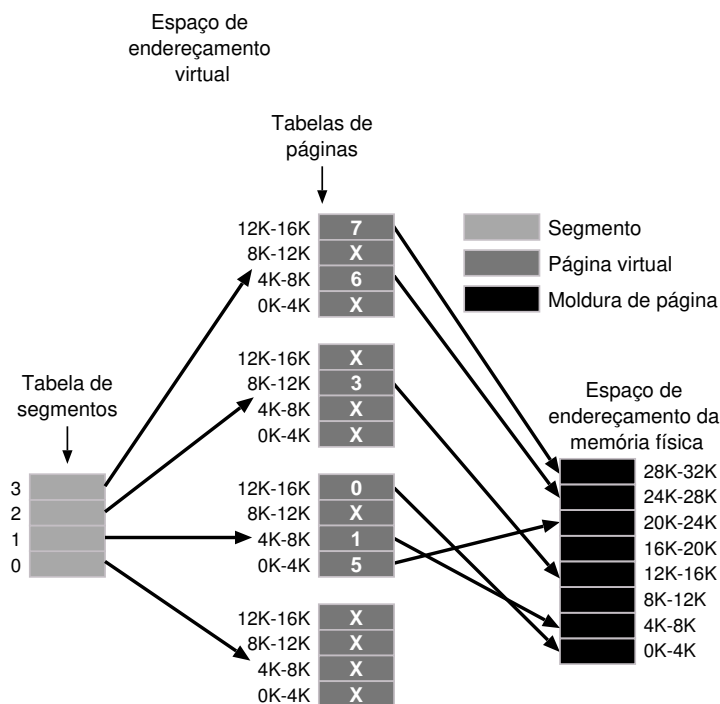 Espaço de
endereçamento
virtual
Tabelas de
páginas
12K-16K 7
8K-12K X
4K-8K 6
0K-4K X
Segmento
Página virtual
Moldura de página
12K-16K X
8K-12K 3
4K-8K X
0K-4K X
Tabela de
segmentos
3
2
1
0
12K-16K 0
8K-12K X
4K-8K 1
0K-4K 5
12K-16K X
8K-12K X
4K-8K X
0K-4K X
Espaço de
endereçamento da
memória física
28K-32K
24K-28K
20K-24K
16K-20K
12K-16K
8K-12K
4K-8K
0K-4K